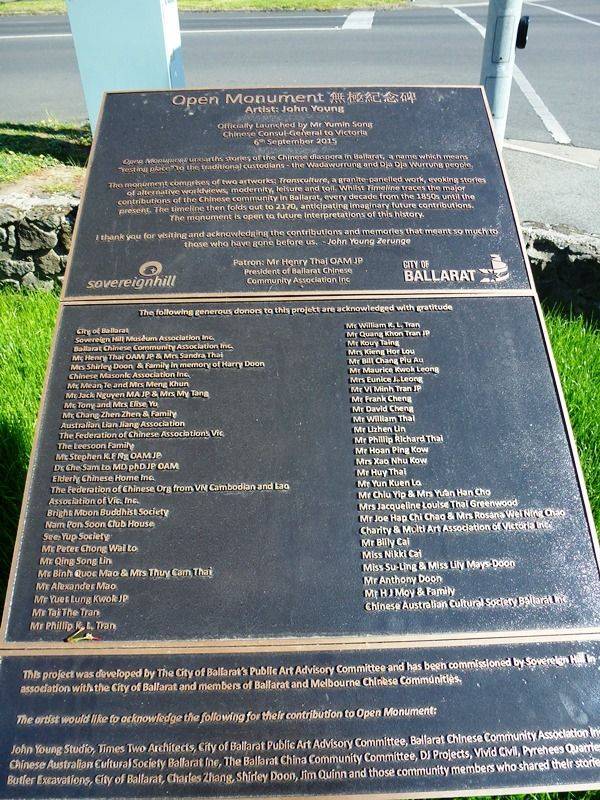 Open Monument 無極紀念碑
Artist: John Young
Officially Launched by Mr Yumin Song
Chinese Consul-General to Victoria
6th September 2015
Open Monument unearths stories of the Chinese diaspora in Ballarat, a name which means
"resting place" to the traditional custodians - the Wadawurrung and Dja Dja Wurrung people.
The monument comprises of two artworks; Transculture, a granite-panelled work, evoking stories
of alternative worldviews, modernity, leisure and toil. Whilst Timeline traces the major
contributions of the Chinese community in Ballarat, every decade from the 1850s until the
present. The timeline then folds out to 2170, anticipating imaginary future contributions.
The monument is open to future interpretations of this history.
I thank you for visiting and acknowledging the contributions and memories that meant so much to
those who have gone before us. - John Young Zerunge
Patron: Mr Henry Thai OAM JP
President of Ballarat Chinese
Community Association Inc
sovereignhill
CITY OF
BALLARAT
The following generous donors to this projekt are acknowledged with gratitude
City of Ballarat
Sovereign Hill Museum Association Inc.
Ballarat Chinese Community Association Inc.
Mr Henry Thai OAM JP & Mrs Sandra Thai
Mrs Shirley Doon, & Family in memory of Harry Doon
Chinese Masonic Association Inc.
Mr Mean Te and Mrs Meng Khun
Mr Jack Nguyen MA JP & Mrs My Tang
Mr Tony and Mrs Elise Yu
Mr Chang Zhen Zhen & Family
Australian Lian Jiang Association
The Federation of Chinese Associations Vic
The Leesoon Family
Mr Stephen K.F Ng OAM JP
Dr Che Sam Lo MD phD JP OAM
Elderly Chinese Home Inc.
The Federation of Chinese Org from VN Cambodian and Lao
Association of Vic. Inc.
Bright Moon Buddhist Society
Nam Pon Soon Club House
See Yup Society
Mr Peter Chong Wai Lo
Mr Qing Song Lin
Mr Binh Quoc Mao & Mrs Thuy Cam Thai
Mr Alexander Mao
Mr Yuet Lung Kwok JP
Mr Tai The Tran
Mr Phillip K. L. Tran
Mr William K. L. Tran
Mr Quang Khon Tran JP
Mr Kouy Taing
Mrs Kieng Hor Lou
Mr Bill Chang Piu Au
Mr Maurice Kwok Leong
Mrs Eunice J. Leong
Mr Vi Minh Tran JP
Mr Frank Cheng
Mr David Cheng
Mr William Thai
Mr Lizhen Lin
Mr Phillip Richard Thai
Mr Hoan Ping Kow
Mrs Xao Nhu Kow
Mr Huy Thai
Mr Yun Kuen Lo
Mr Chiu Yip & Mrs Yuan Han Cho
Mrs Jacqueline Louise Thai Greenwood
Mr Joe Hap Chi Chao & Mrs Rosana Wei Ning Chao
Charity & Multi Art Association of Victoria Inc.
Mr Billy Cai
Miss Nikki Cai
Miss Su-Ling & Miss Lily Mays-Doon
Mr Anthony Doon
Mr H J Moy & Family
Chinese Australian Cultural Society Ballarat Inc
This project was developed by The City of Ballarat's Public Art Advisory Committee and has been commissioned by Sovereign Hill in
association with the City of Ballarat and members of Ballarat and Melbourne Chinese Communities.
The artist would like to acknowledge the following for their contribution to Open Monument:
John Young Studio, Times Two Architects, City of Ballarat Public Art Advisory Committee, Ballarat Chinese Community Association Inc
Chinese Australian Cultural Society Ballarat Inc, The Ballarat China Community Committee, DJ Projects, Vivid Civil, Pyrenees Quarries
Butler Excavations, City of Ballarat, Charles Zhang, Shirley Doon, Jim Quinn and those community members who shared their stories